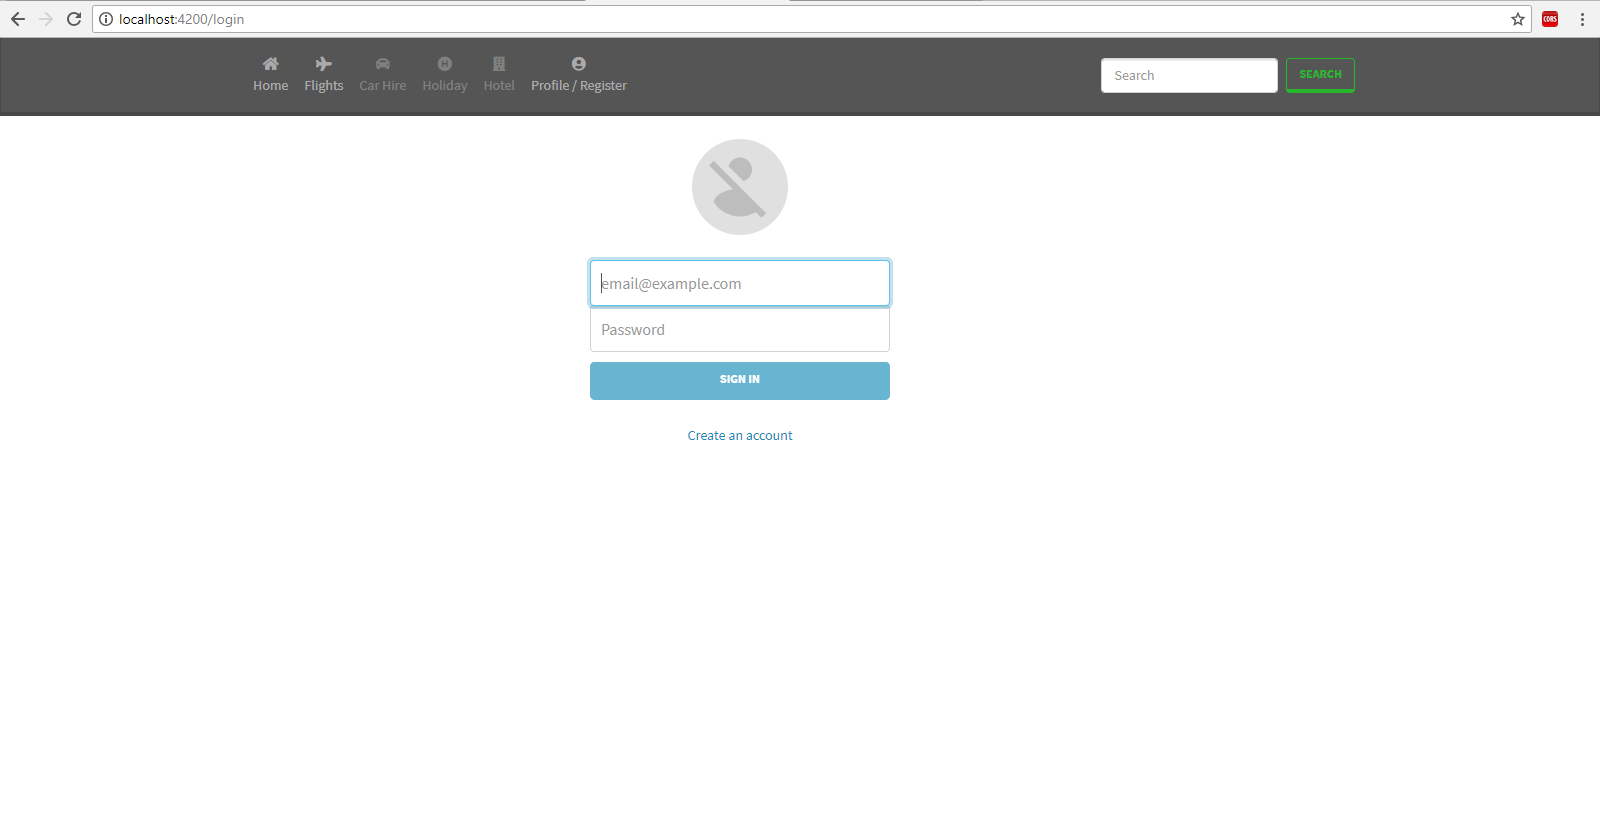 localhost:4200/login
CORS
Home Flights Car Hire Holiday Hotel Profile / Register Search SEARCH
email@example.com
Password
SIGN IN
Create an account